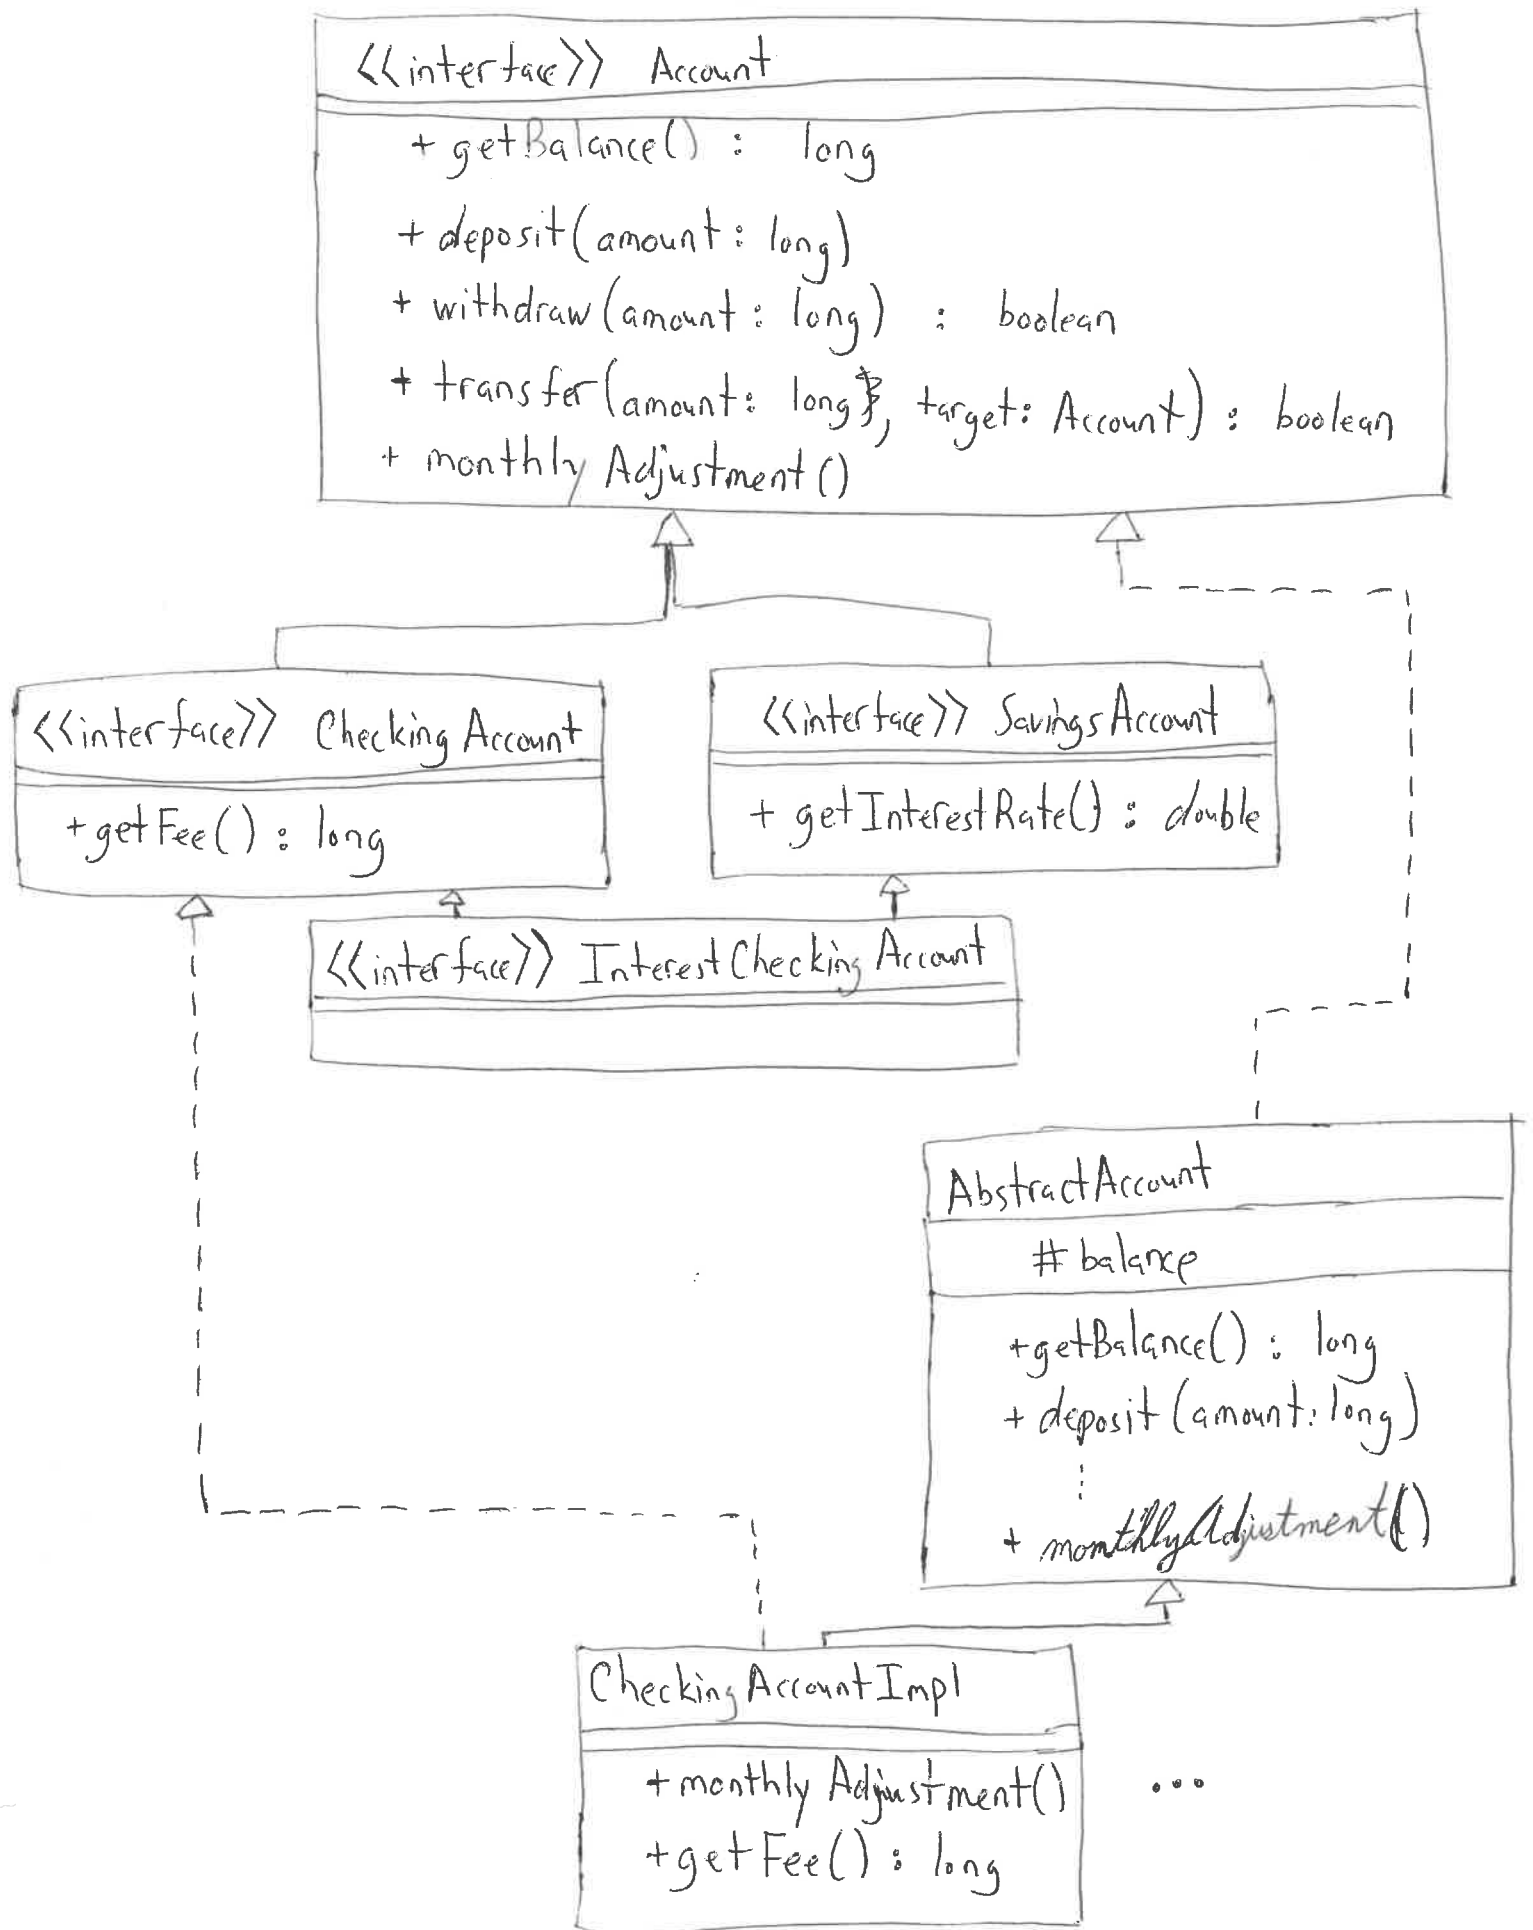 <<interface>> Account
+ getBalance() : long
+ deposit(amount: long)
+ withdraw(amount: long) : boolean
+ transfer(amount: long, target: Account) : boolean
+ monthlyAdjustment()
<<interface>> CheckingAccount
+ getFee() : long
<<interface>> SavingsAccount
+ getInterestRate() : double
<<interface>> InterestCheckingAccount
AbstractAccount
# balance
+ getBalance() : long
+ deposit(amount: long)
⋮
+ monthlyAdjustment()
CheckingAccountImpl
+ monthlyAdjustment()
+ getFee() : long
...